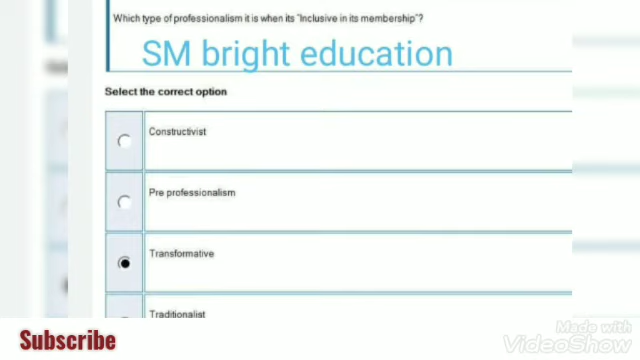 Which type of professionalism it is when its "Inclusive in its membership"?
SM bright education
Select the correct option
Constructivist
Pre professionalism
Transformative
Traditionalist
Subscribe
Made with
VideoShow